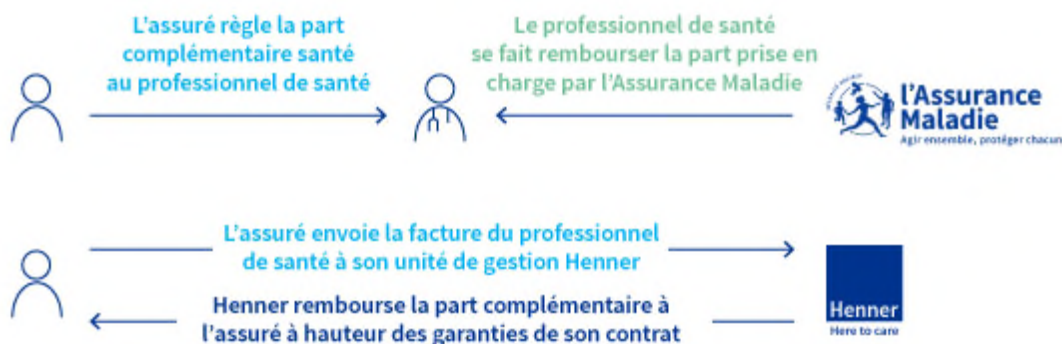 L'assuré règle la part
complémentaire santé
au professionnel de santé
Le professionnel de santé
se fait rembourser la part prise en
charge par l'Assurance Maladie
l'Assurance
Maladie
Agir ensemble, protéger chacun
L'assuré envoie la facture du professionnel
de santé à son unité de gestion Henner
Henner rembourse la part complémentaire à
l'assuré à hauteur des garanties de son contrat
Henner
Here to care